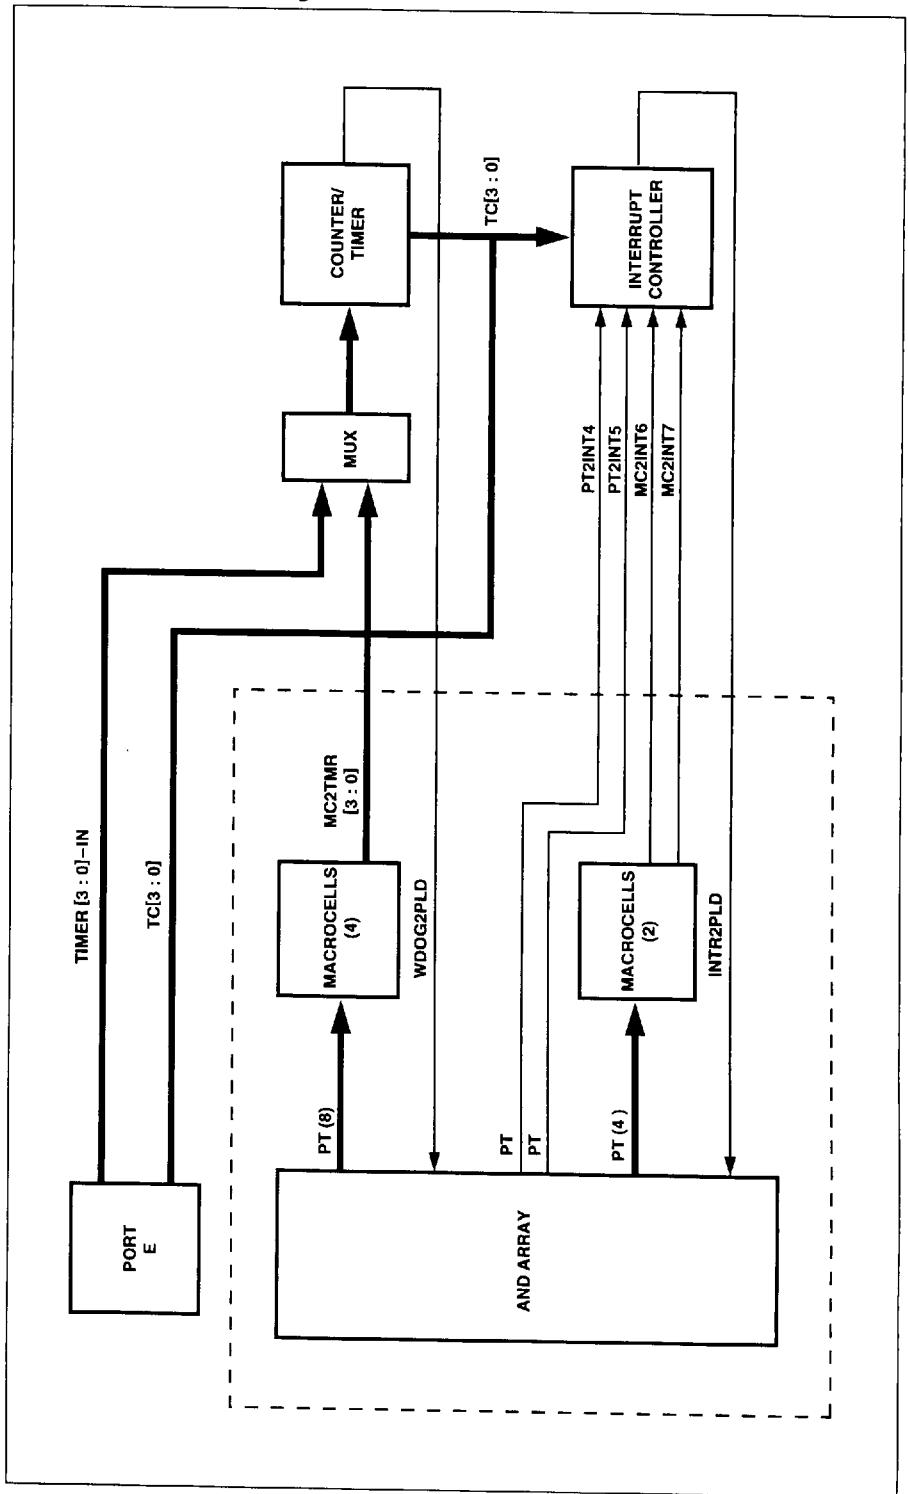 PORT
E
TIMER [3 : 0]–IN
TC[3 : 0]
MUX
COUNTER/
TIMER
TC[3 : 0]
AND ARRAY
PT (8)
MACROCELLS
(4)
MC2TMR
[3 : 0]
WDOG2PLD
PT
PT
PT2INT4
PT2INT5
MC2INT6
MC2INT7
PT (4 )
MACROCELLS
(2)
INTR2PLD
INTERRUPT
CONTROLLER